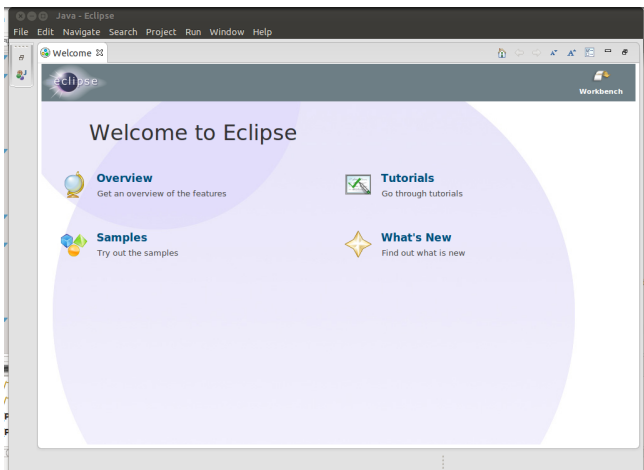 Java - Eclipse
File Edit Navigate Search Project Run Window Help
Welcome
eclipse
Workbench
Welcome to Eclipse
Overview
Get an overview of the features
Tutorials
Go through tutorials
Samples
Try out the samples
What's New
Find out what is new